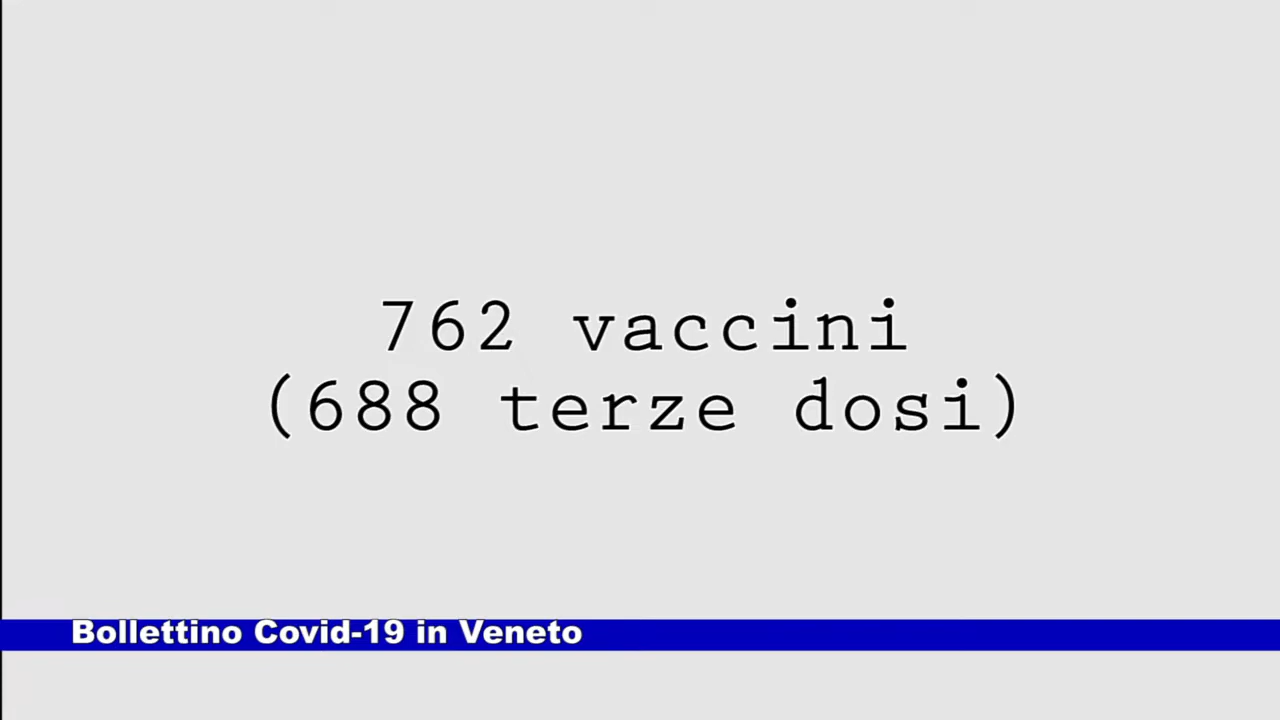 762 vaccini
(688 terze dosi)
Bollettino Covid-19 in Veneto